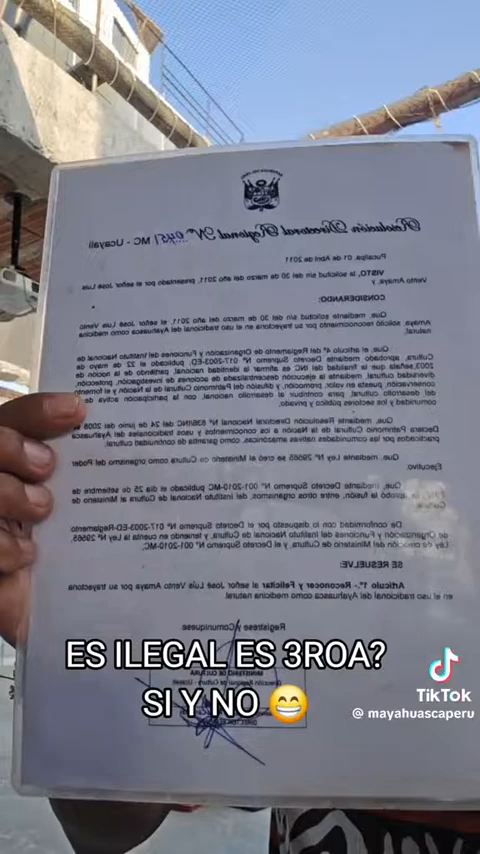 REPUBLICA DEL PERU
Resolución Directoral Regional N° 045/ MC - Ucayali
Pucallpa, 01 de Abril de 2011
VISTO, la solicitud s/n del 30 de marzo del año 2011, presentado por el señor José Luis
Vento Amaya, y
CONSIDERANDO:
Que, mediante solicitud s/n de 30 de marzo del año 2011, el señor José Luis Vento
Amaya, solicito reconocimiento por su trayectoria en el uso tradicional del Ayahuasca como medicina
natural.
Que el artículo 4° del Reglamento de Organización y Funciones del Instituto Nacional de
Cultura, aprobado mediante Decreto Supremo N° 017-2003-ED, publicado el 22 de mayo de
2003, señala que la finalidad del INC es afirmar la identidad nacional, partiendo de la noción de
diversidad cultural, mediante la ejecución descentralizada de acciones de investigación, protección,
conservación, puesta en valor, promoción, y difusión del Patrimonio Cultural de la Nación y el fomento
del desarrollo cultural, para contribuir al desarrollo nacional, con la participación activa de
comunidad y los sectores público y privado.
Que, mediante Resolución Directoral Nacional N° 836/INC del 24 de junio del 2008 se
Declara Patrimonio Cultural de la Nación a los conocimientos y usos tradicionales del Ayahuasca
practicados por las comunidades nativas amazónicas, como garantía de continuidad cultural.
Que mediante Ley N° 29565 se creó el Ministerio de Cultura como organismo del Poder
Ejecutivo.
Que, mediante Decreto Supremo N° 001-2010-MC publicado el día 25 de setiembre de
se aprobó la fusión, entre otros organismos, del Instituto Nacional de Cultura al Ministerio de
Cultura.
De conformidad con lo dispuesto por el Decreto Supremo N° 017-2003-ED-Reglamento
de Organización y Funciones del Instituto Nacional de Cultura, y teniendo en cuenta la Ley N° 29565,
Ley de creación del Ministerio de Cultura, y el Decreto Supremo N° 001-2010-MC;
SE RESUELVE:
Artículo 1°.- Reconocer y Felicitar al señor José Luis Vento Amaya por su trayectoria
en el uso tradicional del Ayahuasca como medicina natural.
Regístrese y Comuníquese
MINISTERIO DE CULTURA
Dirección Regional de Cultura - Ucayali
ES ILEGAL ES 3ROA?
SI Y NO 😁
TikTok
@ mayahuascaperu